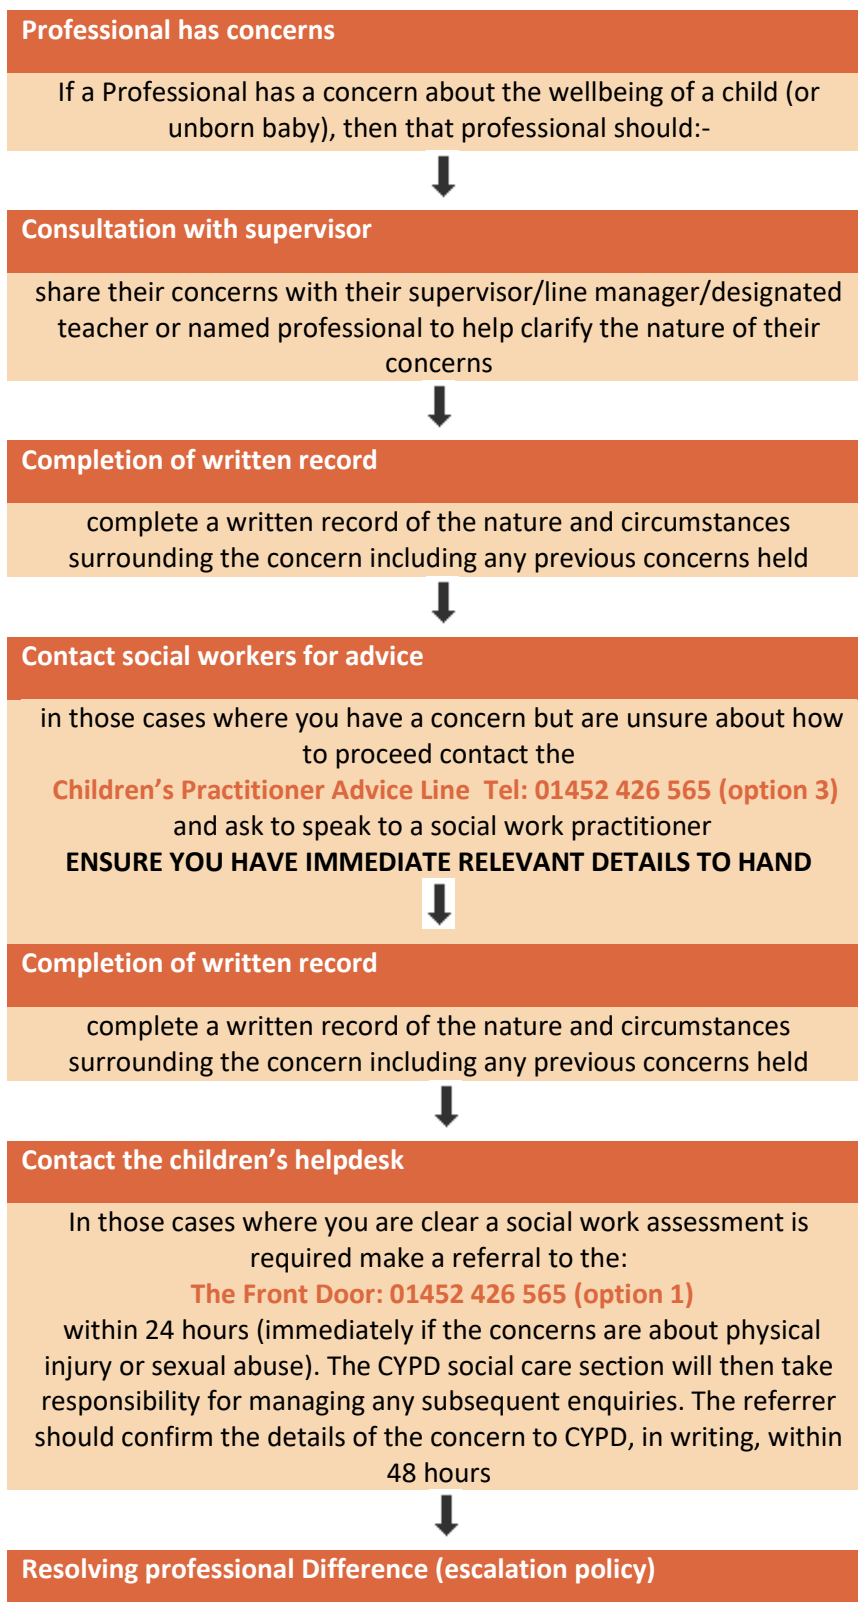 Professional has concerns
If a Professional has a concern about the wellbeing of a child (or
unborn baby), then that professional should:-
Consultation with supervisor
share their concerns with their supervisor/line manager/designated
teacher or named professional to help clarify the nature of their
concerns
Completion of written record
complete a written record of the nature and circumstances
surrounding the concern including any previous concerns held
Contact social workers for advice
in those cases where you have a concern but are unsure about how
to proceed contact the
Children’s Practitioner Advice Line  Tel: 01452 426 565 (option 3)
and ask to speak to a social work practitioner
ENSURE YOU HAVE IMMEDIATE RELEVANT DETAILS TO HAND
Completion of written record
complete a written record of the nature and circumstances
surrounding the concern including any previous concerns held
Contact the children’s helpdesk
In those cases where you are clear a social work assessment is
required make a referral to the:
The Front Door: 01452 426 565 (option 1)
within 24 hours (immediately if the concerns are about physical
injury or sexual abuse). The CYPD social care section will then take
responsibility for managing any subsequent enquiries. The referrer
should confirm the details of the concern to CYPD, in writing, within
48 hours
Resolving professional Difference (escalation policy)